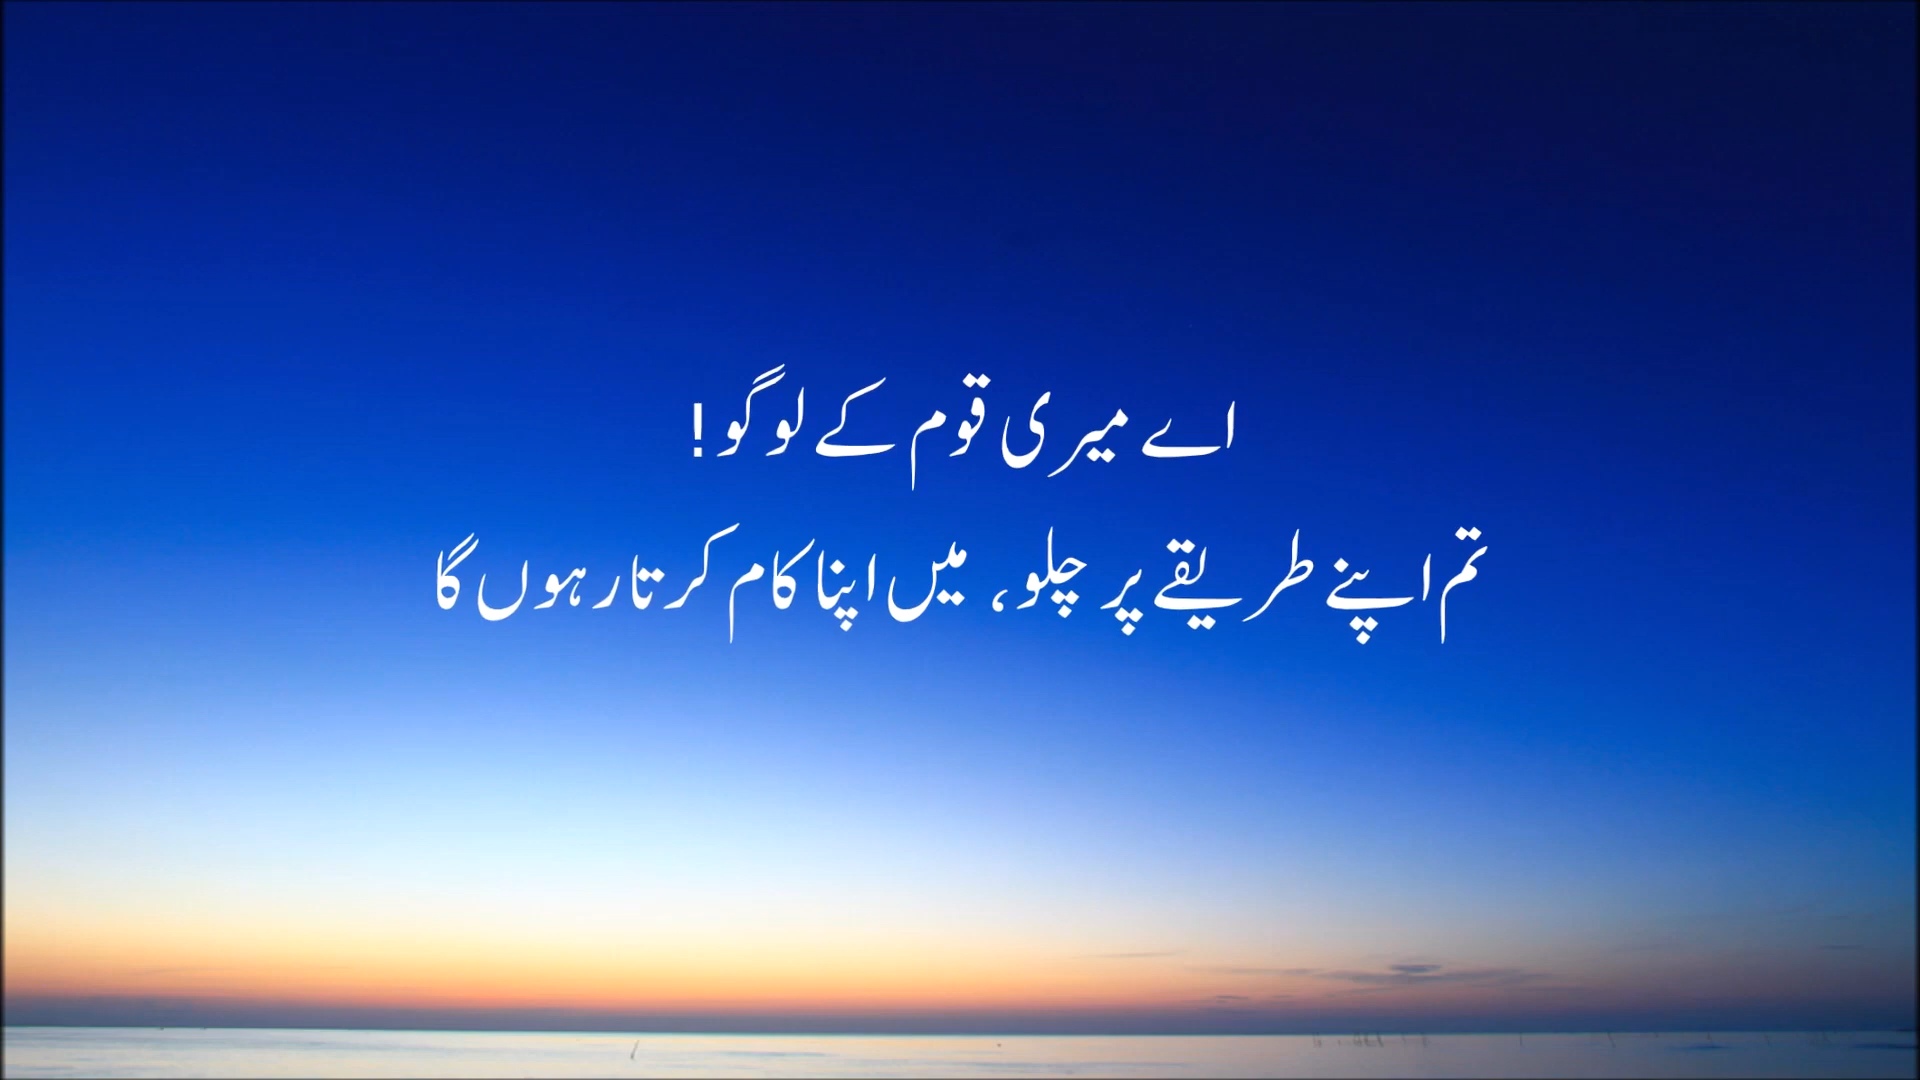 اے میری قوم کے لوگو!
تم اپنے طریقے پر چلو، میں اپنا کام کرتا رہوں گا